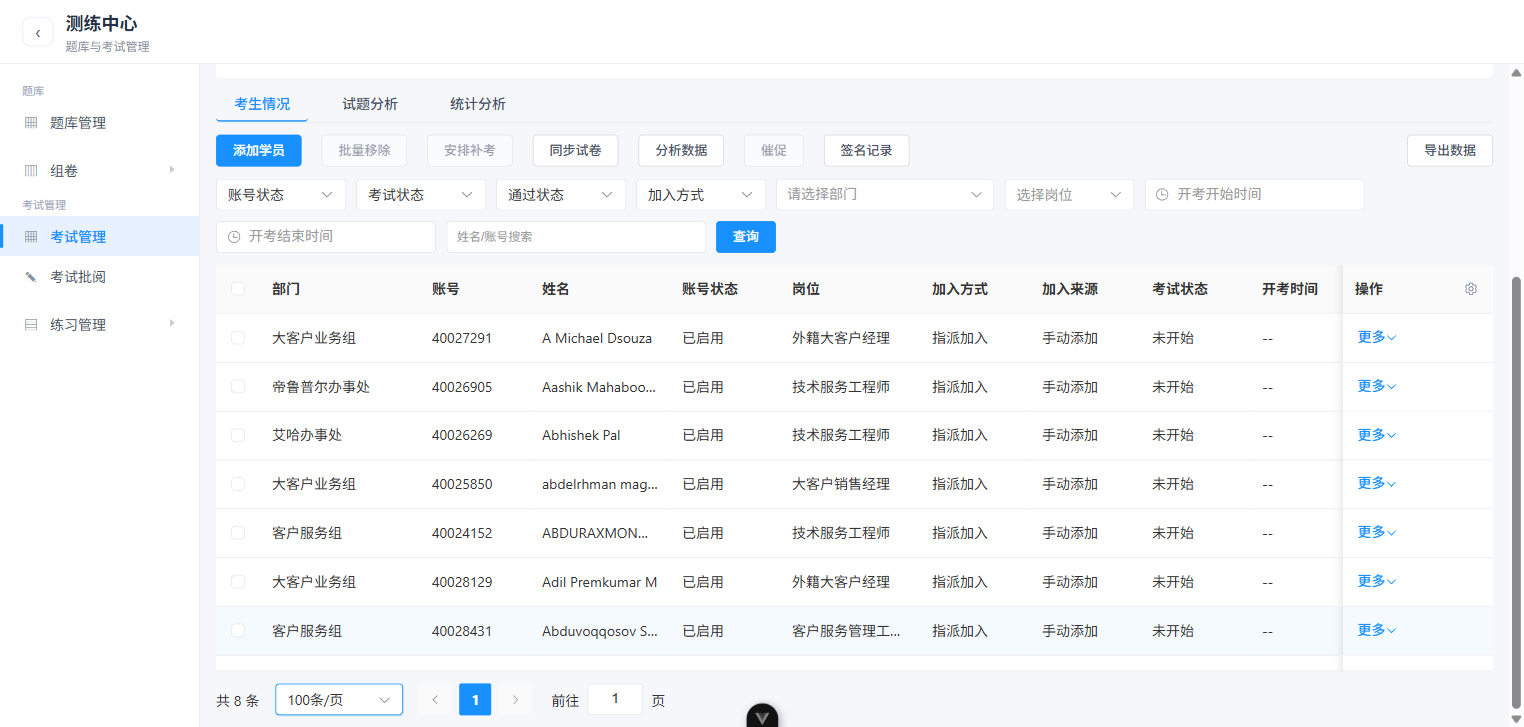 测练中心
题库与考试管理
题库
题库管理
组卷
考试管理
考试管理
考试批阅
练习管理
考生情况 试题分析 统计分析
添加学员 批量移除 安排补考 同步试卷 分析数据 催促 签名记录 导出数据
账号状态 考试状态 通过状态 加入方式 请选择部门 选择岗位 开考开始时间
开考结束时间 姓名/账号搜索 查询
部门 账号 姓名 账号状态 岗位 加入方式 加入来源 考试状态 开考时间 操作
大客户业务组 40027291 A Michael Dsouza 已启用 外籍大客户经理 指派加入 手动添加 未开始 -- 更多
帝鲁普尔办事处 40026905 Aashik Mahaboo... 已启用 技术服务工程师 指派加入 手动添加 未开始 -- 更多
艾哈办事处 40026269 Abhishek Pal 已启用 技术服务工程师 指派加入 手动添加 未开始 -- 更多
大客户业务组 40025850 abdelrhman mag... 已启用 大客户销售经理 指派加入 手动添加 未开始 -- 更多
客户服务组 40024152 ABDURAXMON... 已启用 技术服务工程师 指派加入 手动添加 未开始 -- 更多
大客户业务组 40028129 Adil Premkumar M 已启用 外籍大客户经理 指派加入 手动添加 未开始 -- 更多
客户服务组 40028431 Abduvoqqosov S... 已启用 客户服务管理工... 指派加入 手动添加 未开始 -- 更多
共 8 条 100条/页 1 前往 1 页